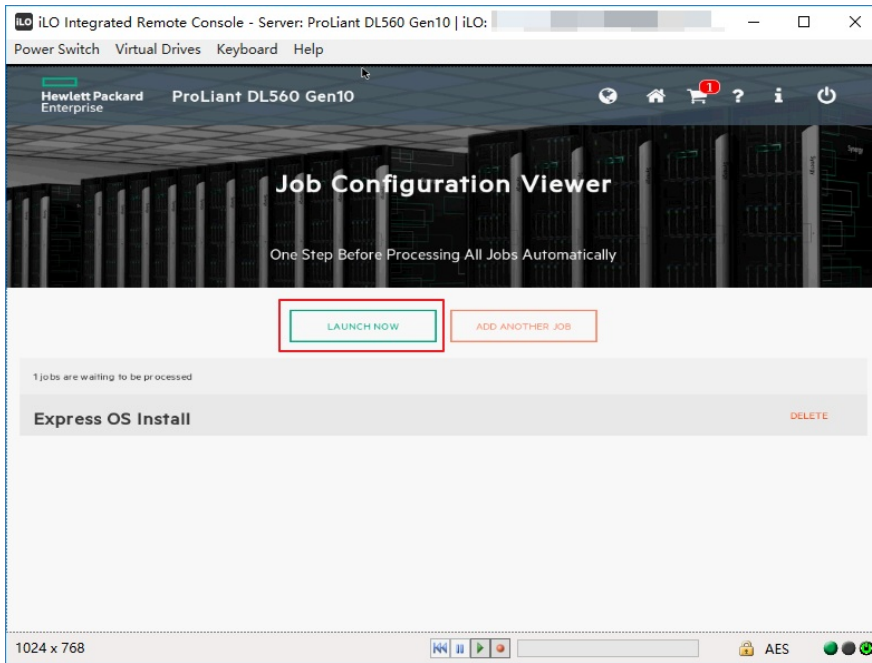 iLO iLO Integrated Remote Console - Server: ProLiant DL560 Gen10 | iLO:
Power Switch Virtual Drives Keyboard Help
Hewlett Packard
Enterprise
ProLiant DL560 Gen10
1
?
i
Job Configuration Viewer
Synergy
One Step Before Processing All Jobs Automatically
LAUNCH NOW
ADD ANOTHER JOB
1 jobs are waiting to be processed
Express OS Install
DELETE
1024 x 768
AES